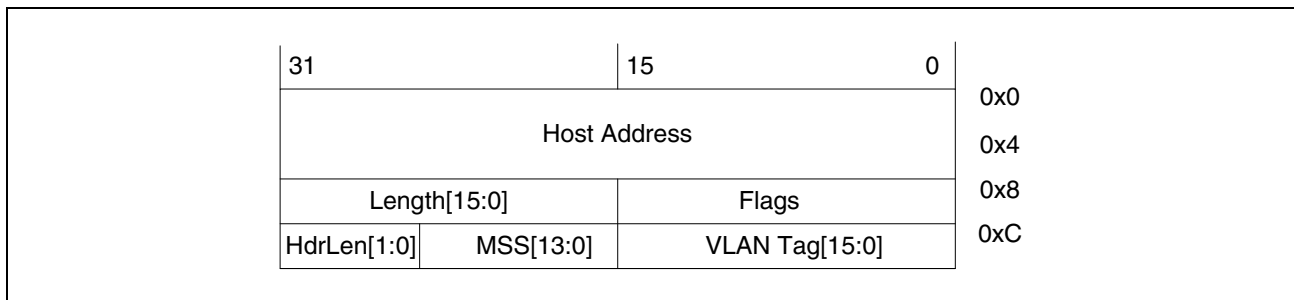 31 15 0
0x0
Host Address
0x4
Length[15:0] Flags 0x8
HdrLen[1:0] MSS[13:0] VLAN Tag[15:0] 0xC